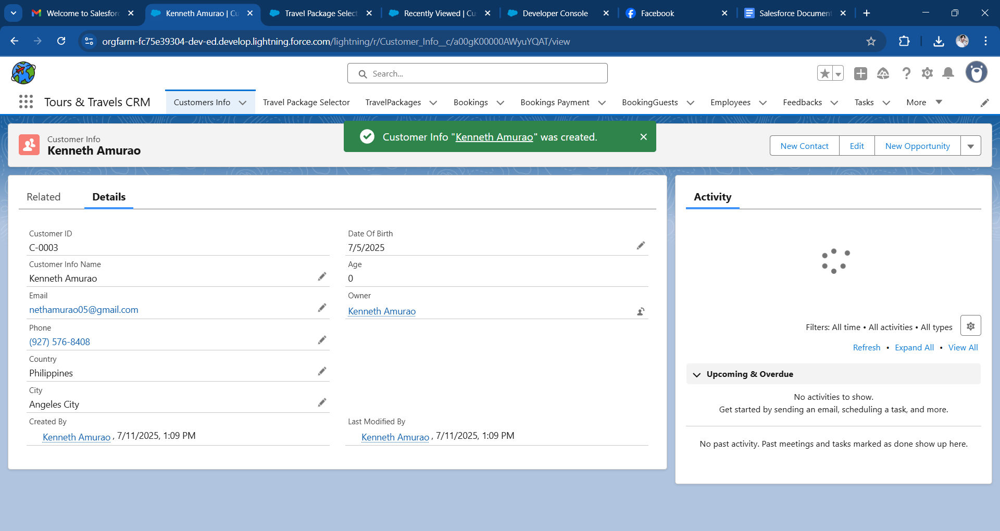 Welcome to Salesforc
Kenneth Amurao | Cu
Travel Package Select
Recently Viewed | Cu
Developer Console
Facebook
Salesforce Document
orgfarm-fc75e39304-dev-ed.develop.lightning.force.com/lightning/r/Customer_Info__c/a00gK00000AWyuYQAT/view
Search...
Tours & Travels CRM
Customers Info
Travel Package Selector
TravelPackages
Bookings
Bookings Payment
BookingGuests
Employees
Feedbacks
Tasks
More
Customer Info
Kenneth Amurao
Customer Info "Kenneth Amurao" was created.
New Contact
Edit
New Opportunity
Related
Details
Customer ID
C-0003
Date Of Birth
7/5/2025
Customer Info Name
Kenneth Amurao
Age
0
Email
nethamurao05@gmail.com
Owner
Kenneth Amurao
Phone
(927) 576-8408
Country
Philippines
City
Angeles City
Created By
Kenneth Amurao , 7/11/2025, 1:09 PM
Last Modified By
Kenneth Amurao , 7/11/2025, 1:09 PM
Activity
Filters: All time • All activities • All types
Refresh • Expand All • View All
Upcoming & Overdue
No activities to show.
Get started by sending an email, scheduling a task, and more.
No past activity. Past meetings and tasks marked as done show up here.